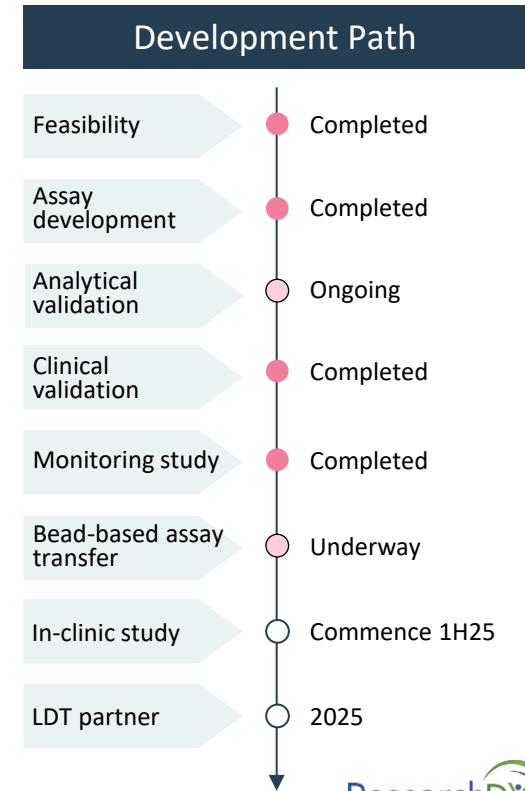 Development Path
Feasibility
Completed
Assay
development
Completed
Analytical
validation
Ongoing
Clinical
validation
Completed
Monitoring study
Completed
Bead-based assay
transfer
Underway
In-clinic study
Commence 1H25
LDT partner
2025